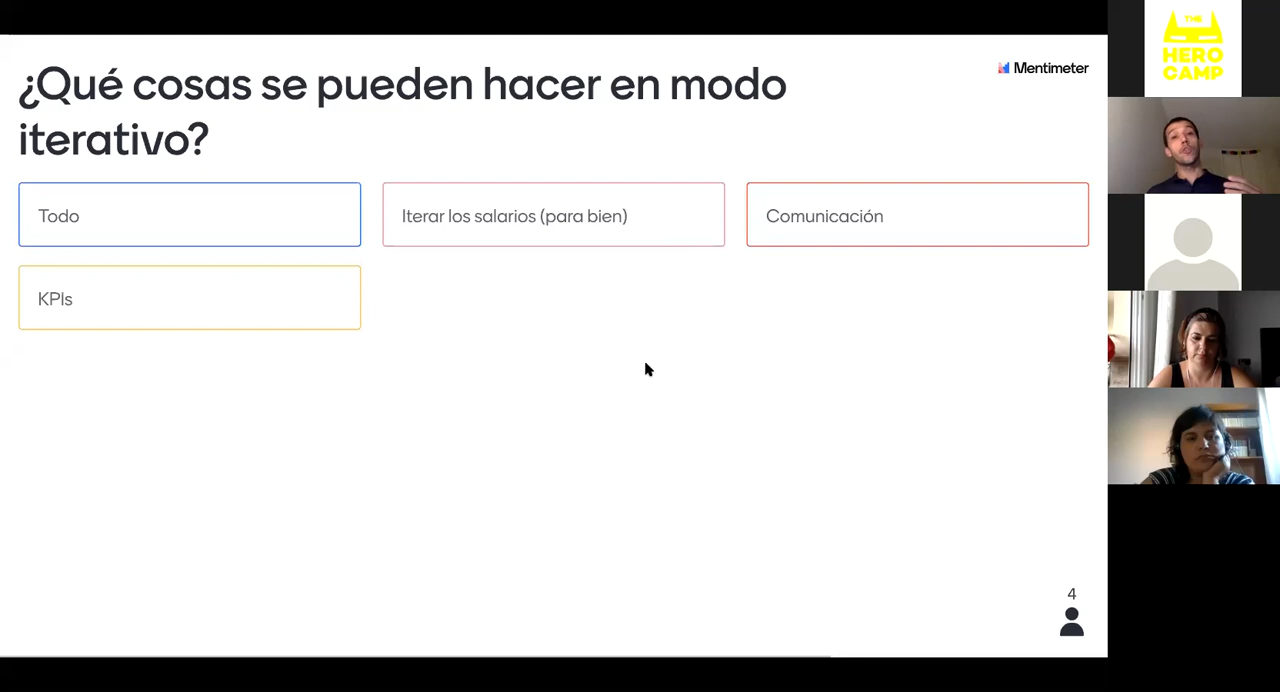 ¿Qué cosas se pueden hacer en modo
iterativo?
Mentimeter
Todo
Iterar los salarios (para bien)
Comunicación
KPIs
4
THE
HERO
CAMP